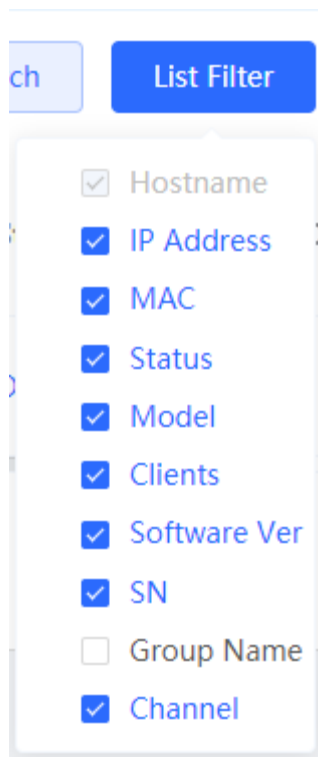 ch
List Filter
Hostname
IP Address
MAC
Status
Model
Clients
Software Ver
SN
Group Name
Channel